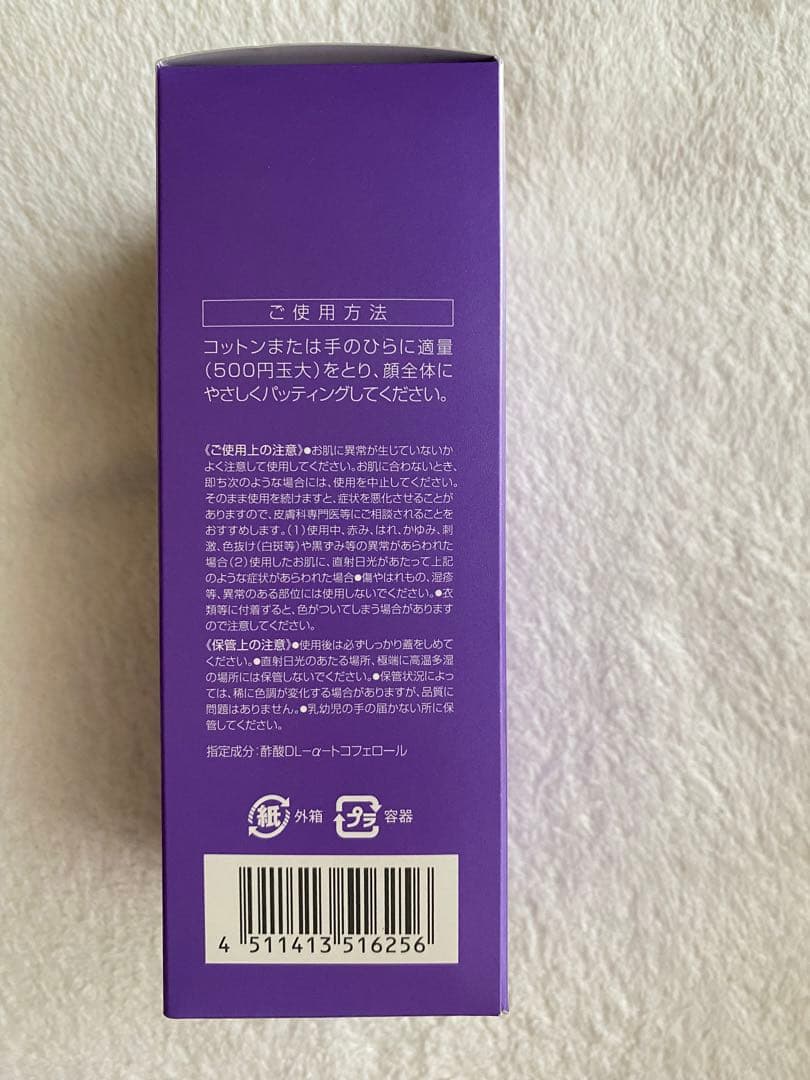 ご使用方法
コットンまたは手のひらに適量
(500円玉大)をとり、顔全体に
やさしくパッティングしてください。
《ご使用上の注意》●お肌に異常が生じていないか
よく注意して使用してください。お肌に合わないとき、
即ち次のような場合には、使用を中止してください。
そのまま使用を続けますと、症状を悪化させることが
ありますので、皮膚科専門医等にご相談されることを
おすすめします。(1)使用中、赤み、はれ、かゆみ、刺
激、色抜け(白斑等)や黒ずみ等の異常があらわれた
場合(2)使用したお肌に、直射日光があたって上記
のような症状があらわれた場合●傷やはれもの、湿疹
等、異常のある部位には使用しないでください。●衣
類等に付着すると、色がついてしまう場合があります
ので注意してください。
《保管上の注意》●使用後は必ずしっかり蓋をしめて
ください。●直射日光のあたる場所、極端に高温多湿
の場所には保管しないでください。●保管状況によっ
ては、稀に色調が変化する場合がありますが、品質に
問題はありません。●乳幼児の手の届かない所に保
管してください。
指定成分:酢酸DL-α-トコフェロール
紙 外箱 プラ 容器
4 511413 516256